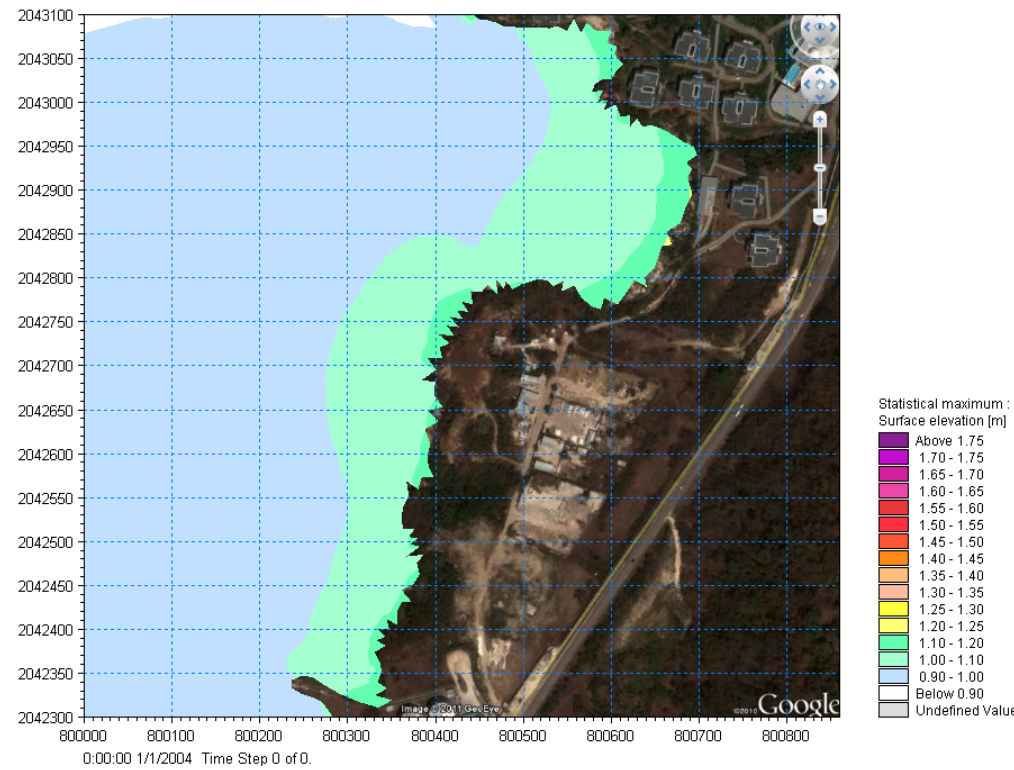 2043100
2043050
2043000
2042950
2042900
2042850
2042800
2042750
2042700
2042650
2042600
2042550
2042500
2042450
2042400
2042350
2042300
Image ©2011 GeoEye
©2010 Google
800000 800100 800200 800300 800400 800500 800600 800700 800800
0:00:00 1/1/2004 Time Step 0 of 0.
Statistical maximum :
Surface elevation [m]
Above 1.75
1.70 - 1.75
1.65 - 1.70
1.60 - 1.65
1.55 - 1.60
1.50 - 1.55
1.45 - 1.50
1.40 - 1.45
1.35 - 1.40
1.30 - 1.35
1.25 - 1.30
1.20 - 1.25
1.10 - 1.20
1.00 - 1.10
0.90 - 1.00
Below 0.90
Undefined Value